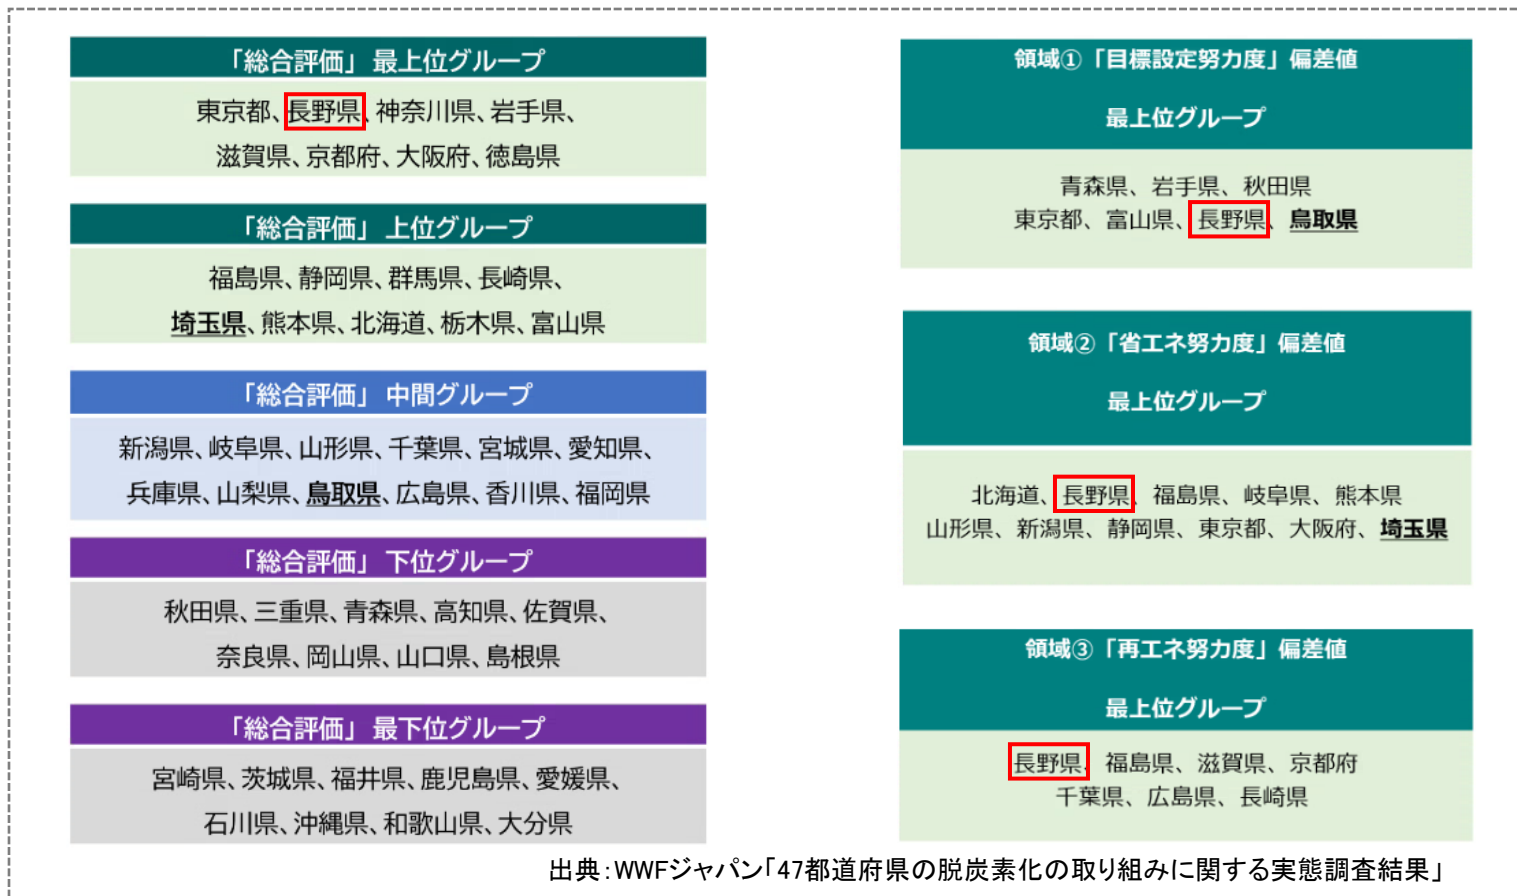 「総合評価」 最上位グループ
東京都、長野県、神奈川県、岩手県、
滋賀県、京都府、大阪府、徳島県
「総合評価」 上位グループ
福島県、静岡県、群馬県、長崎県、
埼玉県、熊本県、北海道、栃木県、富山県
「総合評価」 中間グループ
新潟県、岐阜県、山形県、千葉県、宮城県、愛知県、
兵庫県、山梨県、鳥取県、広島県、香川県、福岡県
「総合評価」 下位グループ
秋田県、三重県、青森県、高知県、佐賀県、
奈良県、岡山県、山口県、島根県
「総合評価」 最下位グループ
宮崎県、茨城県、福井県、鹿児島県、愛媛県、
石川県、沖縄県、和歌山県、大分県
領域①「目標設定努力度」偏差値
最上位グループ
青森県、岩手県、秋田県
東京都、富山県、長野県、鳥取県
領域②「省エネ努力度」偏差値
最上位グループ
北海道、長野県、福島県、岐阜県、熊本県
山形県、新潟県、静岡県、東京都、大阪府、埼玉県
領域③「再エネ努力度」偏差値
最上位グループ
長野県、福島県、滋賀県、京都府
千葉県、広島県、長崎県
出典：WWFジャパン「47都道府県の脱炭素化の取り組みに関する実態調査結果」